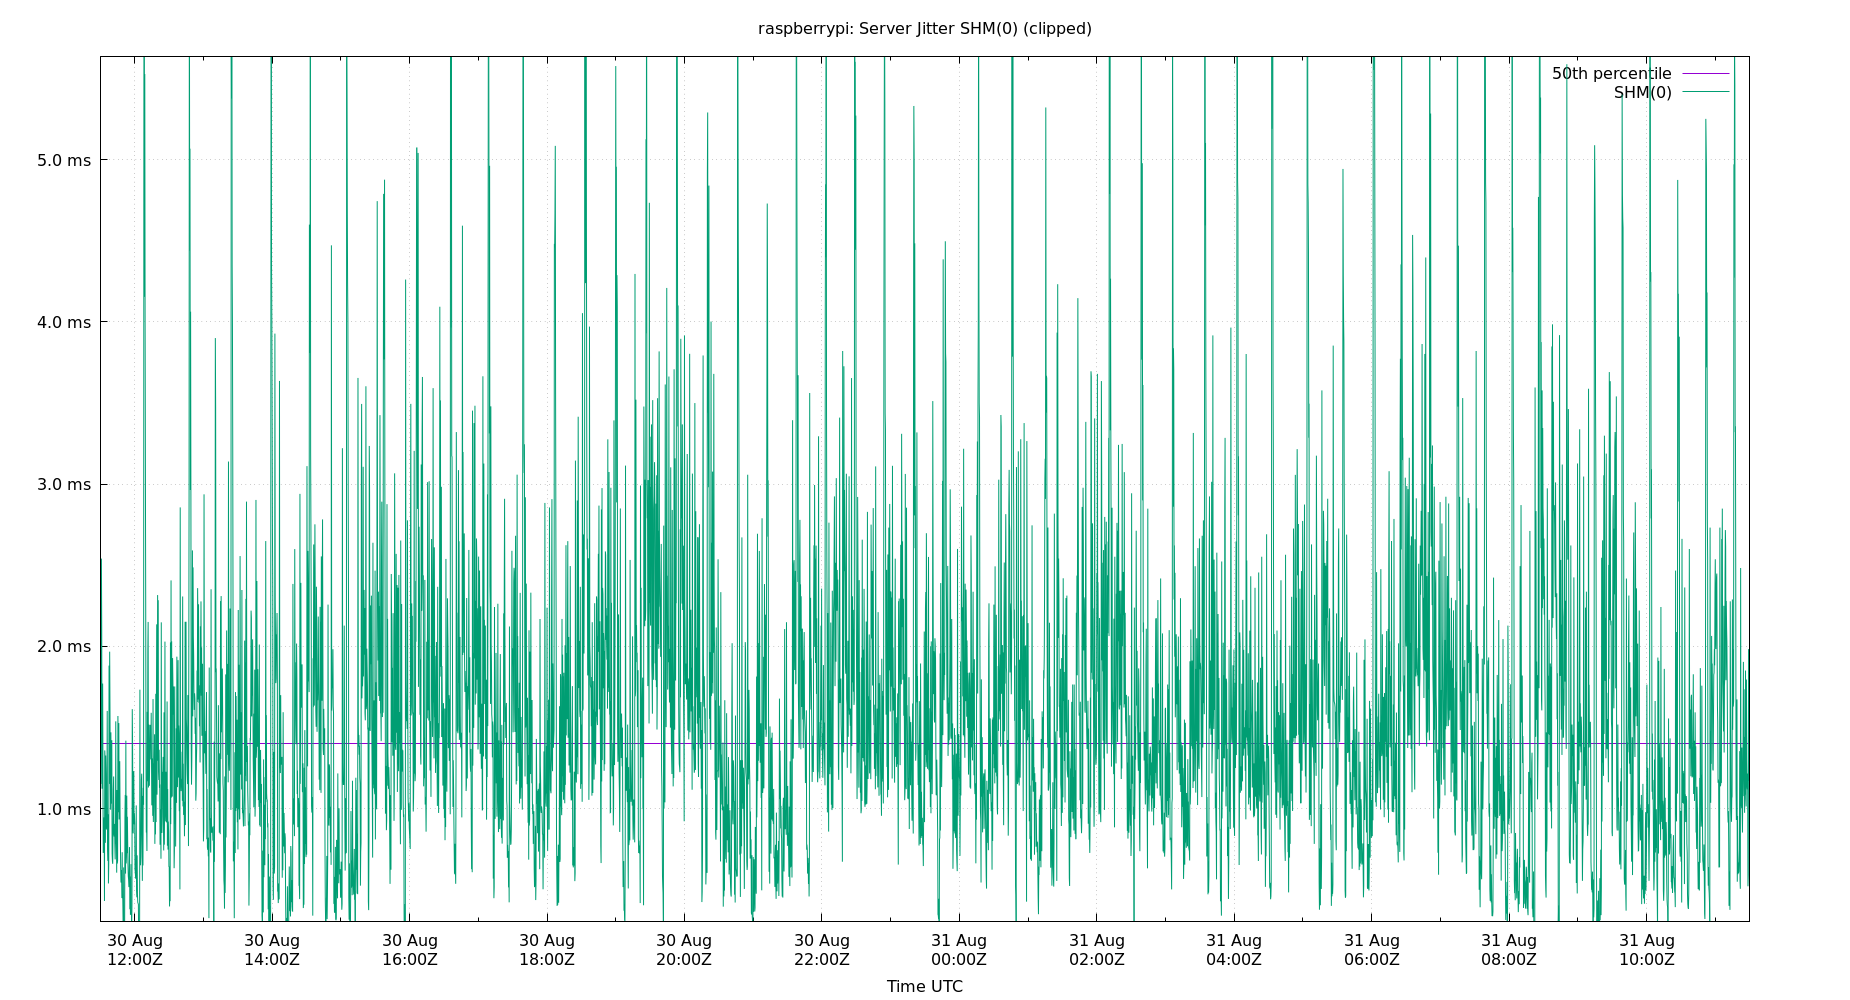 raspberrypi: Server Jitter SHM(0) (clipped)
50th percentile
SHM(0)
5.0 ms
4.0 ms
3.0 ms
2.0 ms
1.0 ms
30 Aug 30 Aug 30 Aug 30 Aug 30 Aug 30 Aug 31 Aug 31 Aug 31 Aug 31 Aug 31 Aug 31 Aug
12:00Z 14:00Z 16:00Z 18:00Z 20:00Z 22:00Z 00:00Z 02:00Z 04:00Z 06:00Z 08:00Z 10:00Z
Time UTC